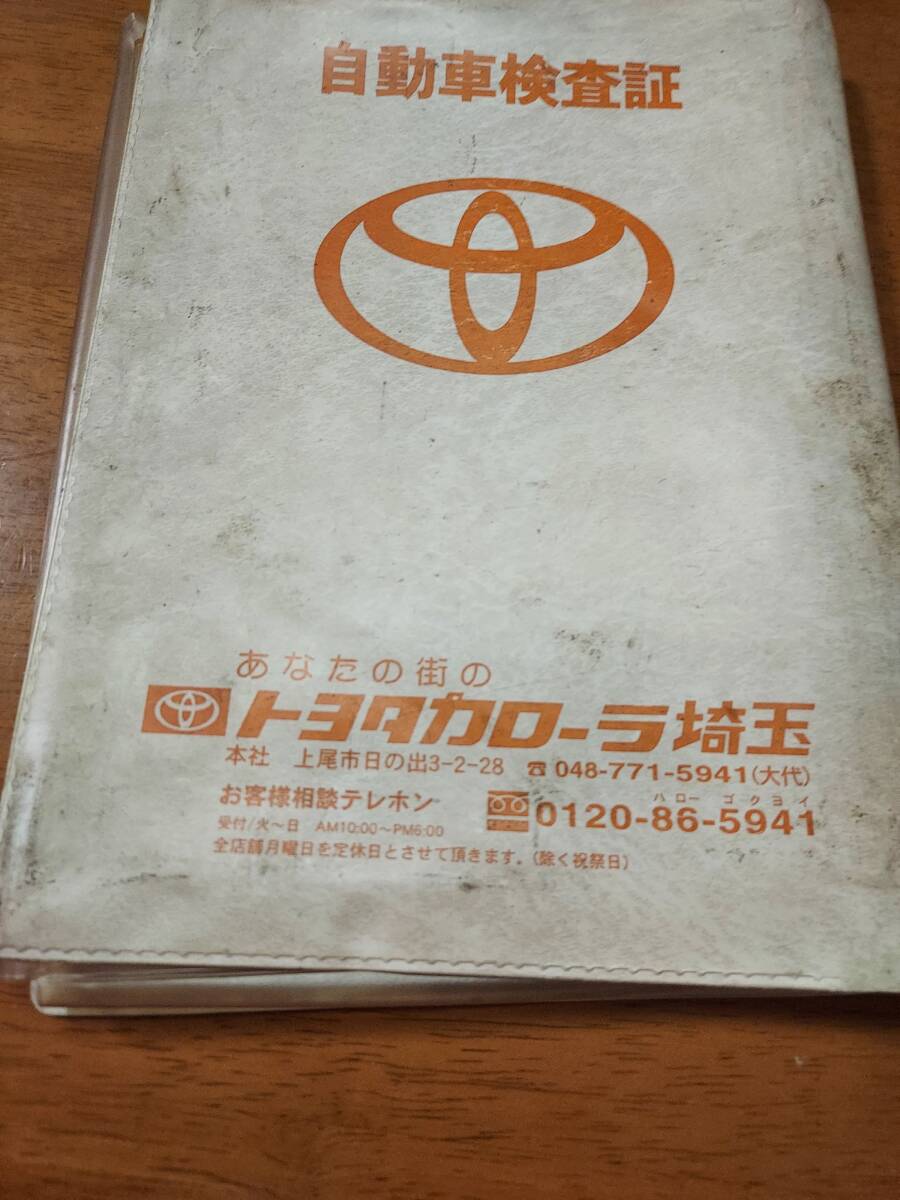 自動車検査証
あなたの街の
トヨタカローラ埼玉
本社 上尾市日の出3-2-28 ☎ 048-771-5941(大代)
ハロー ゴクヨイ
お客様相談テレホン 0120-86-5941
受付/火〜日 AM10:00〜PM6:00
全店舗月曜日を定休日とさせて頂きます。(除く祝祭日)